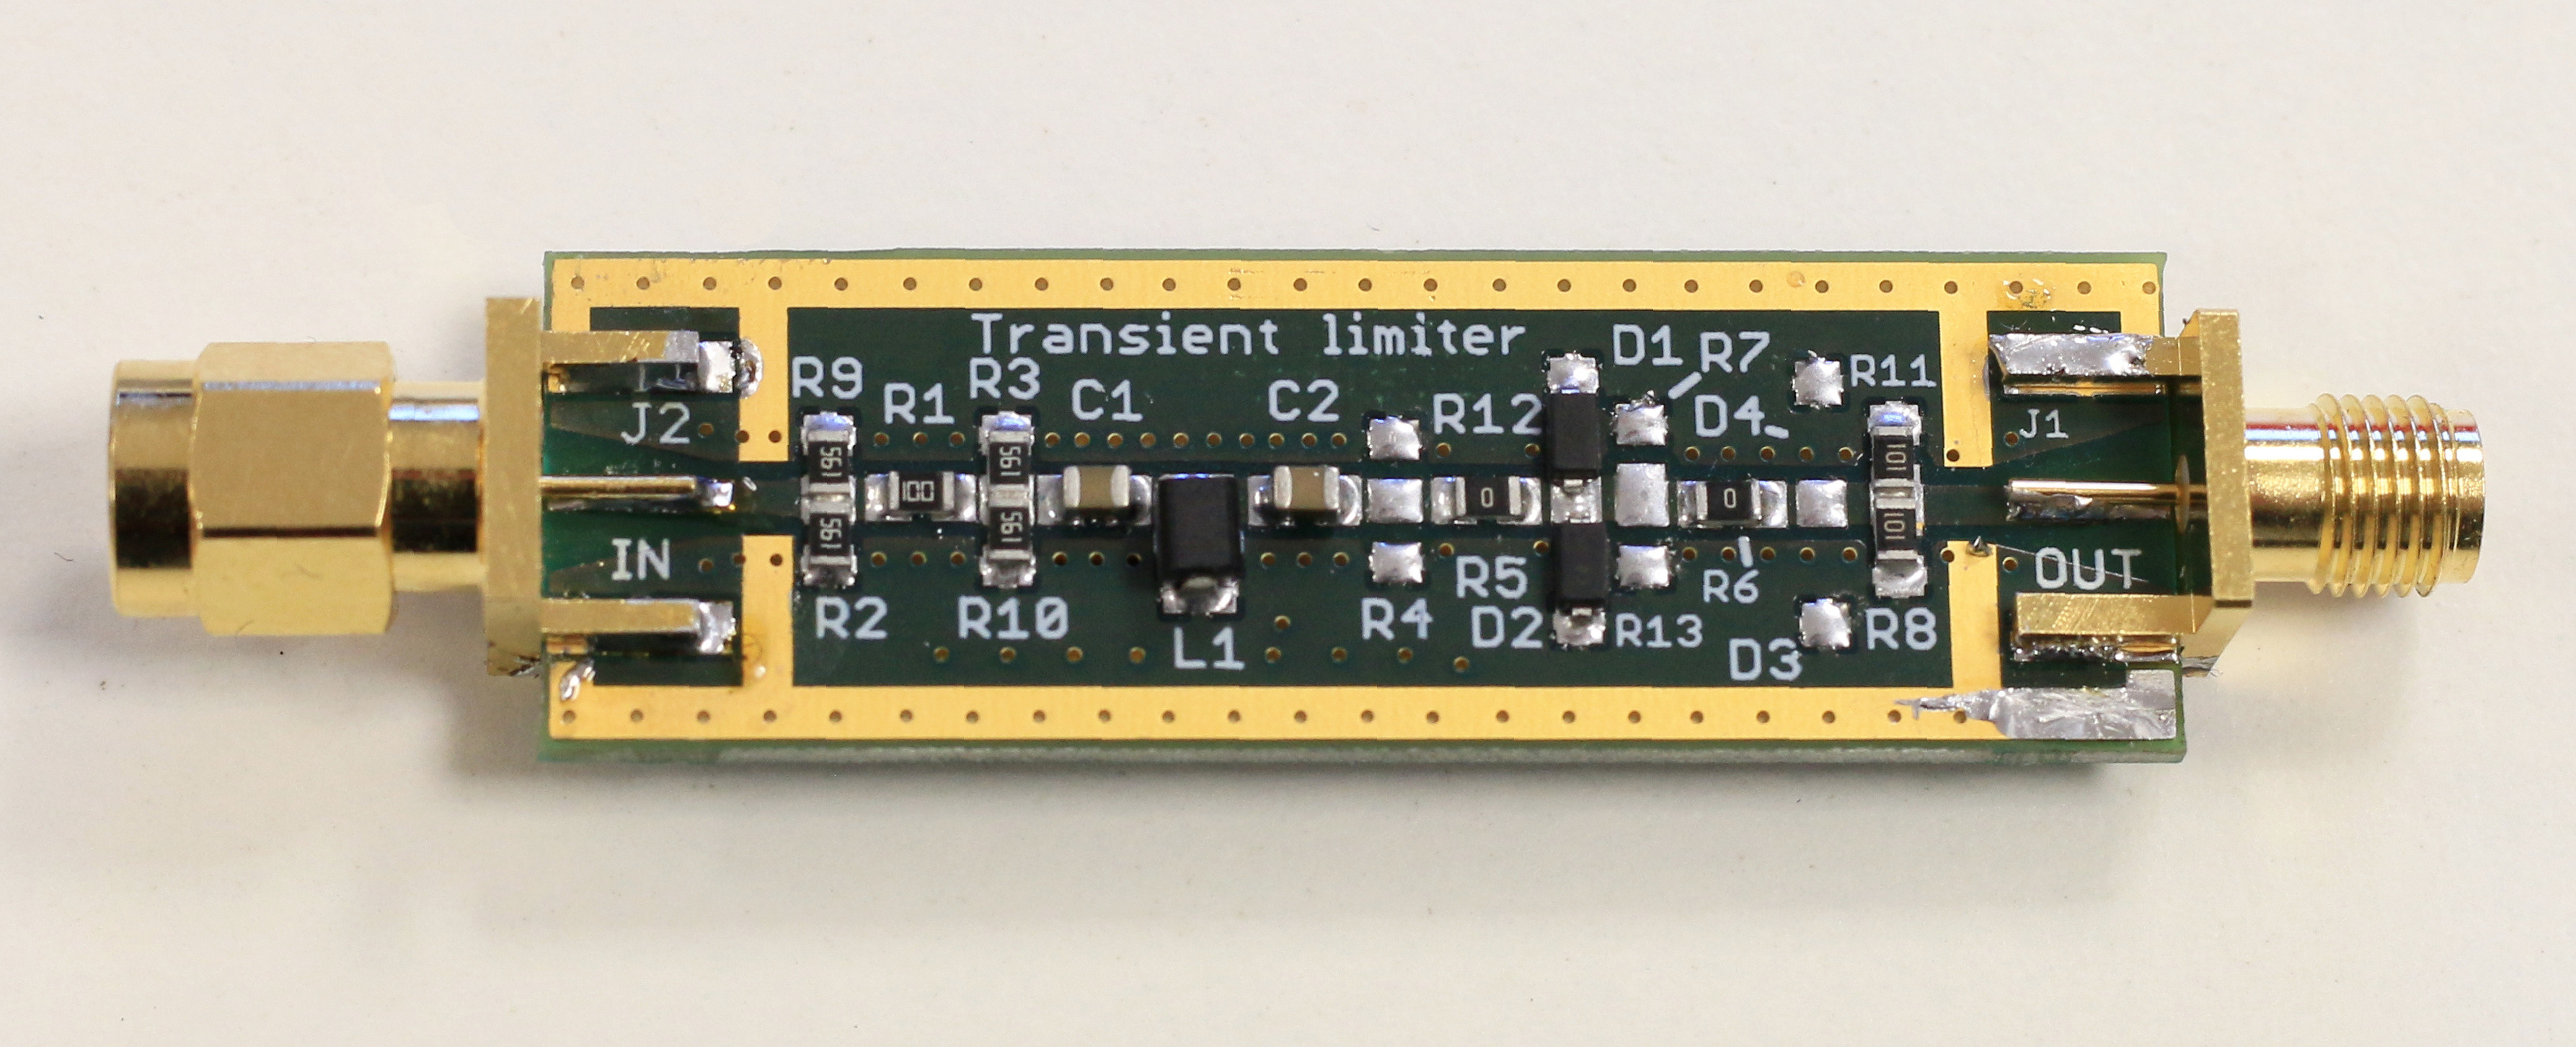 Transient limiter
D1 R7
R9 R1 R3 C1 C2 R12 D4 R11
J2 J1
561 561 101
100 0 0
561 561 101
IN OUT
R2 R10 L1 R4 R5 D2 R13 R6 D3 R8